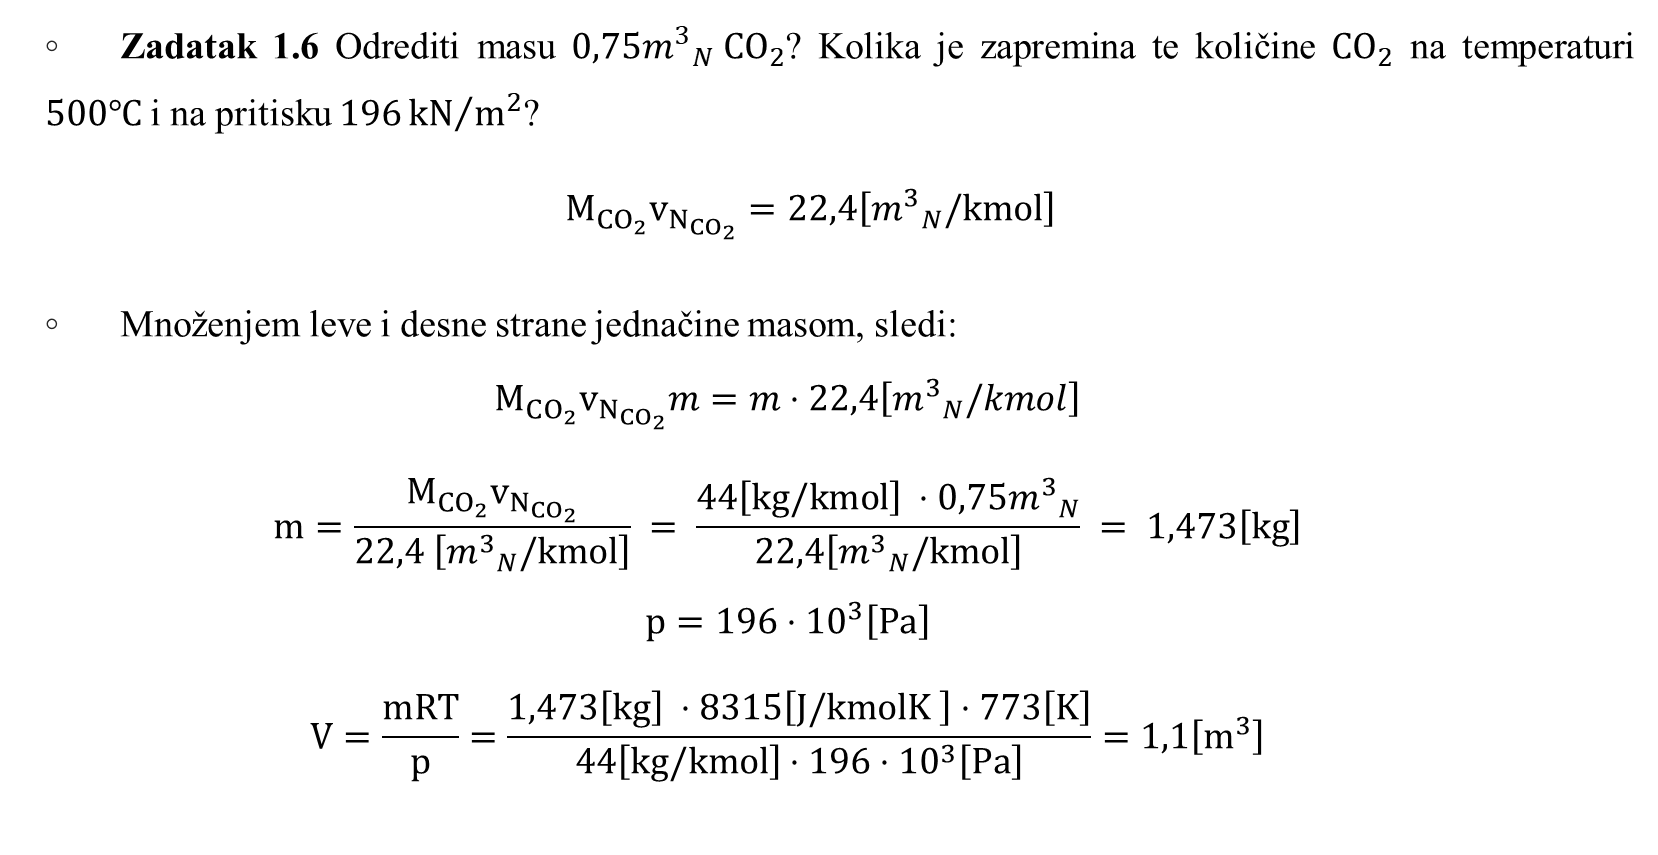 ◦ Zadatak 1.6 Odrediti masu 0,75m³_N CO₂? Kolika je zapremina te količine CO₂ na temperaturi
500°C i na pritisku 196 kN/m²?
M_CO₂ v_N_CO₂ = 22,4[m³_N/kmol]
◦ Množenjem leve i desne strane jednačine masom, sledi:
M_CO₂ v_N_CO₂ m = m · 22,4[m³_N/kmol]
m = (M_CO₂ v_N_CO₂) / (22,4 [m³_N/kmol]) = (44[kg/kmol] · 0,75m³_N) / (22,4[m³_N/kmol]) = 1,473[kg]
p = 196 · 10³[Pa]
V = mRT / p = (1,473[kg] · 8315[J/kmolK ] · 773[K]) / (44[kg/kmol] · 196 · 10³[Pa]) = 1,1[m³]